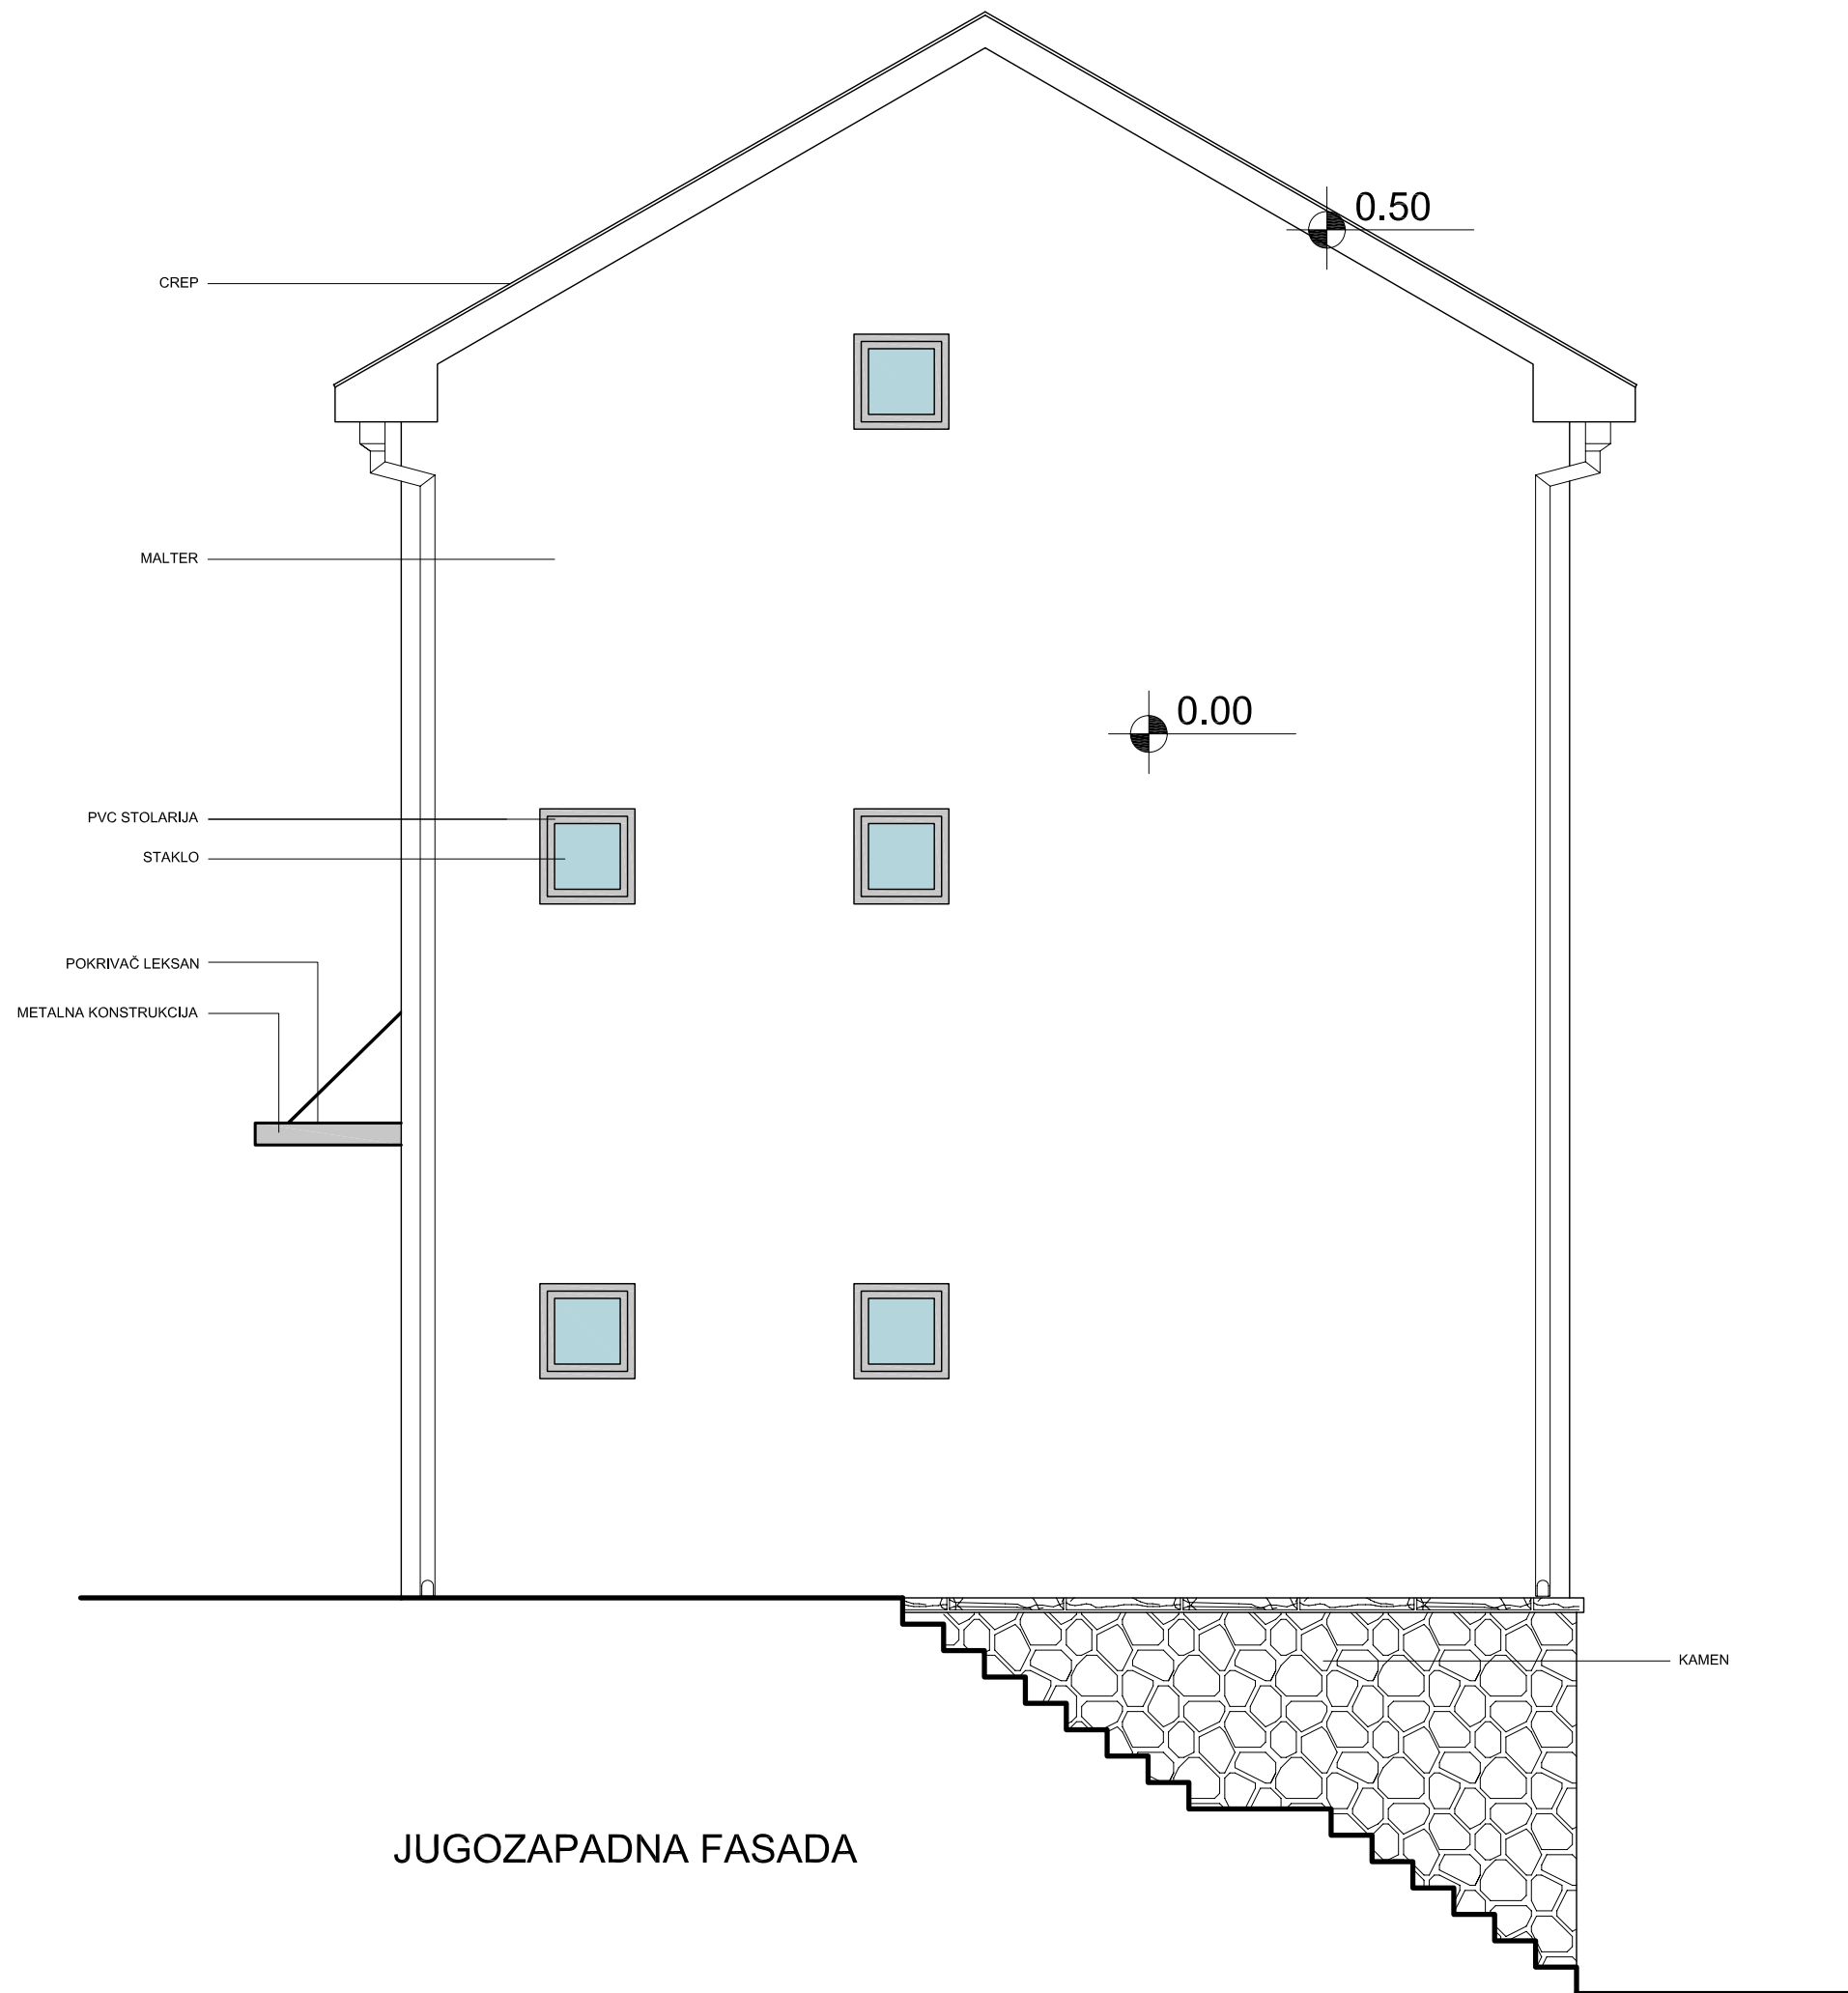 0.50
CREP
MALTER
0.00
PVC STOLARIJA
STAKLO
POKRIVAČ LEKSAN
METALNA KONSTRUKCIJA
KAMEN
JUGOZAPADNA FASADA